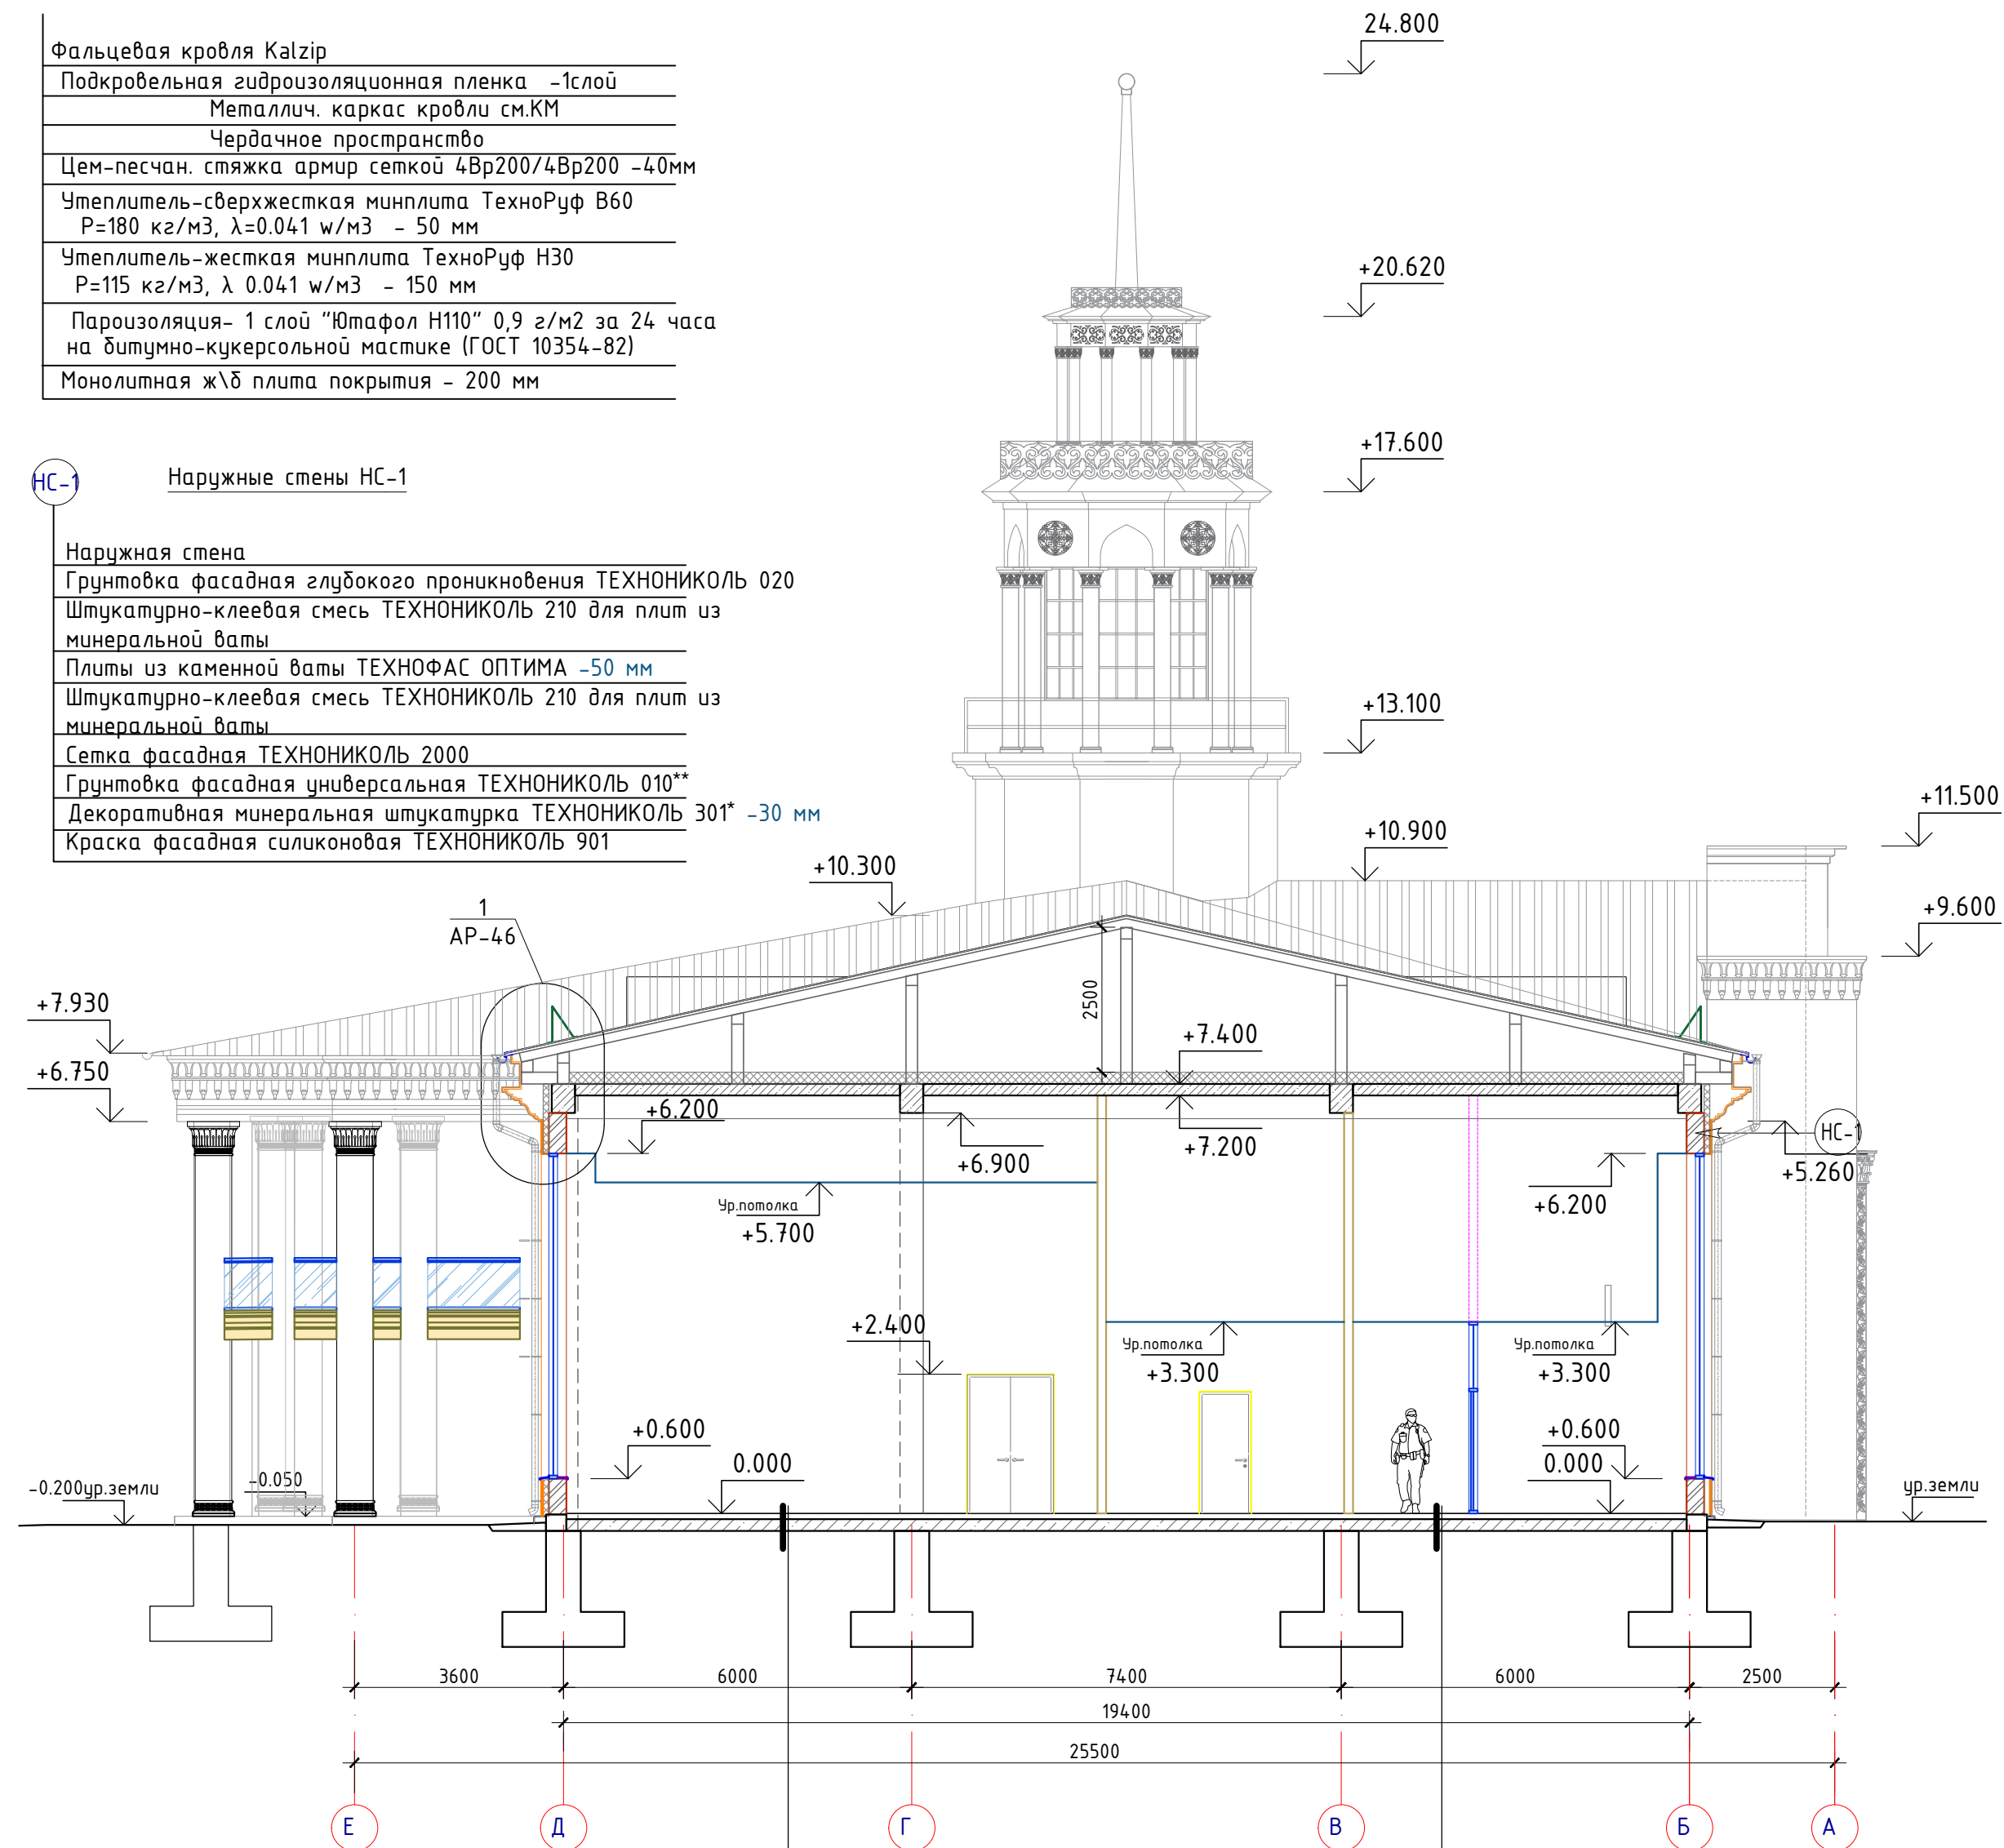 Фальцевая кровля Kalzip
Подкровельная гидроизоляционная пленка -1слой
Металлич. каркас кровли см.КМ
Чердачное пространство
Цем-песчан. стяжка армир сеткой 4Вр200/4Вр200 -40мм
Утеплитель-сверхжесткая минплита ТехноРуф В60
Р=180 кг/м3, λ=0.041 w/м3 - 50 мм
Утеплитель-жесткая минплита ТехноРуф Н30
Р=115 кг/м3, λ 0.041 w/м3 - 150 мм
Пароизоляция- 1 слой "Ютафол Н110" 0,9 г/м2 за 24 часа
на битумно-кукерсольной мастике (ГОСТ 10354-82)
Монолитная ж\б плита покрытия - 200 мм
НС-1
Наружные стены НС-1
Наружная стена
Грунтовка фасадная глубокого проникновения ТЕХНОНИКОЛЬ 020
Штукатурно-клеевая смесь ТЕХНОНИКОЛЬ 210 для плит из
минеральной ваты
Плиты из каменной ваты ТЕХНОФАС ОПТИМА -50 мм
Штукатурно-клеевая смесь ТЕХНОНИКОЛЬ 210 для плит из
минеральной ваты
Сетка фасадная ТЕХНОНИКОЛЬ 2000
Грунтовка фасадная универсальная ТЕХНОНИКОЛЬ 010**
Декоративная минеральная штукатурка ТЕХНОНИКОЛЬ 301* -30 мм
Краска фасадная силиконовая ТЕХНОНИКОЛЬ 901
24.800
+20.620
+17.600
+13.100
+11.500
+10.900
+10.300
+9.600
1
АР-46
+7.930
+6.750
2500
+7.400
+6.200
+6.900
+7.200
НС-1
+5.260
+6.200
Ур.потолка
+5.700
+2.400
Ур.потолка
+3.300
Ур.потолка
+3.300
+0.600
0.000
+0.600
0.000
-0.200ур.земли
-0.050
ур.земли
3600
6000
7400
6000
2500
19400
25500
Е
Д
Г
В
Б
А